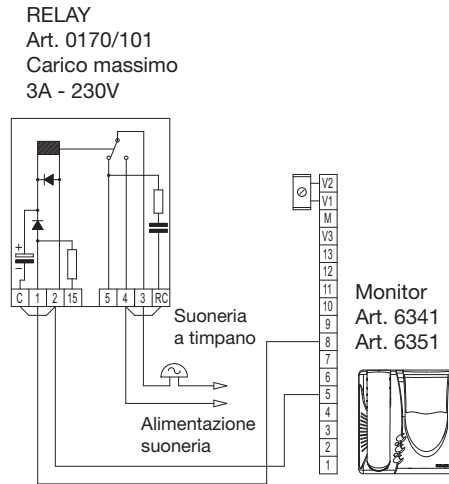 RELAY
Art. 0170/101
Carico massimo
3A - 230V
+
−
C 1 2 15 5 4 3 RC
Suoneria
a timpano
Alimentazione
suoneria
V2
V1
M
V3
13
12
11
10
9
8
7
6
5
4
3
2
1
Monitor
Art. 6341
Art. 6351